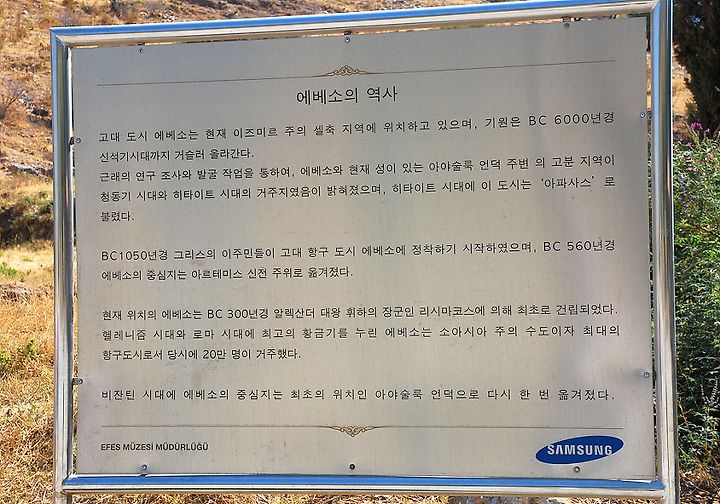 에베소의 역사
고대 도시 에베소는 현재 이즈미르 주의 셀축 지역에 위치하고 있으며, 기원은 BC 6000년경
신석기시대까지 거슬러 올라간다.
근래의 연구 조사와 발굴 작업을 통하여, 에베소와 현재 성이 있는 아야술룩 언덕 주변 의 고분 지역이
청동기 시대와 히타이트 시대의 거주지였음이 밝혀졌으며, 히타이트 시대에 이 도시는 ‘아파사스’ 로
불렸다.
BC1050년경 그리스의 이주민들이 고대 항구 도시 에베소에 정착하기 시작하였으며, BC 560년경
에베소의 중심지는 아르테미스 신전 주위로 옮겨졌다.
현재 위치의 에베소는 BC 300년경 알렉산더 대왕 휘하의 장군인 리시마코스에 의해 최초로 건립되었다.
헬레니즘 시대와 로마 시대에 최고의 황금기를 누린 에베소는 소아시아 주의 수도이자 최대의
항구도시로서 당시에 20만 명이 거주했다.
비잔틴 시대에 에베소의 중심지는 최초의 위치인 아야술룩 언덕으로 다시 한 번 옮겨졌다.
EFES MÜZESİ MÜDÜRLÜĞÜ
SAMSUNG